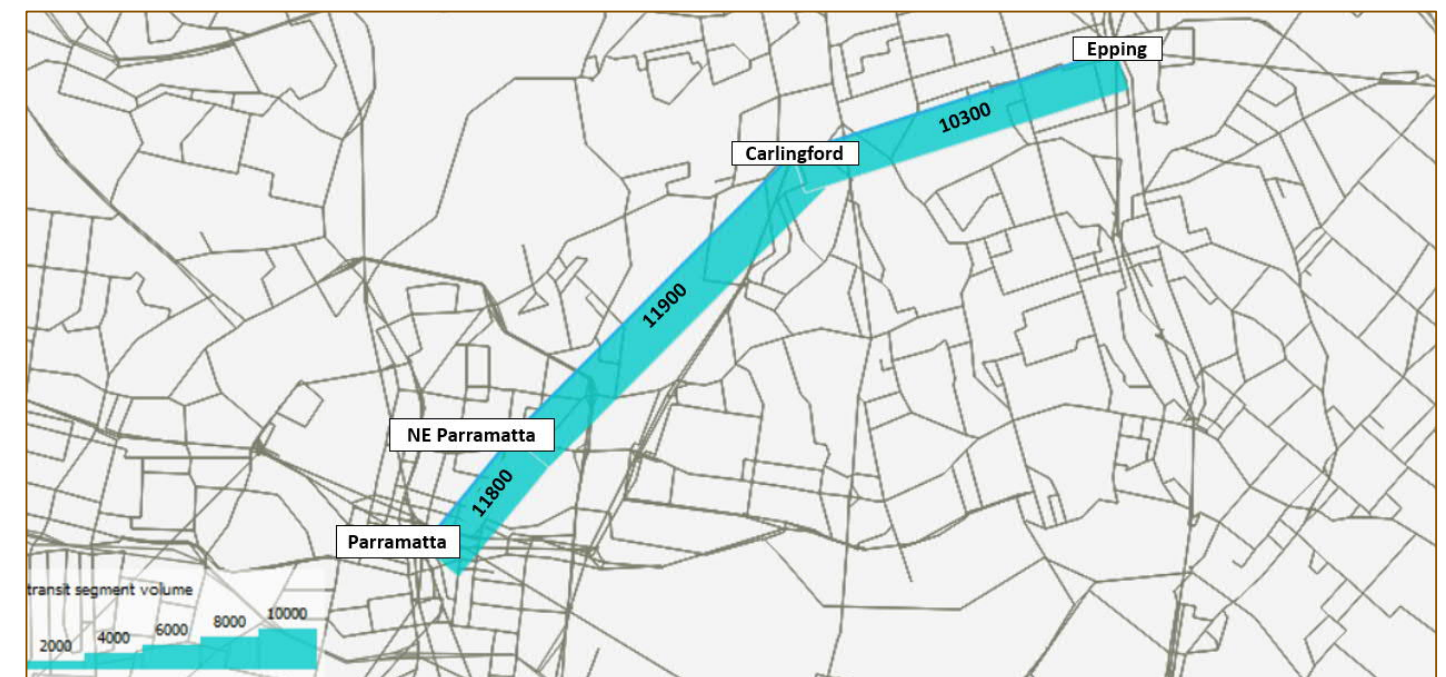 Epping
10300
Carlingford
11900
NE Parramatta
11800
Parramatta
transit segment volume
2000 4000 6000 8000 10000